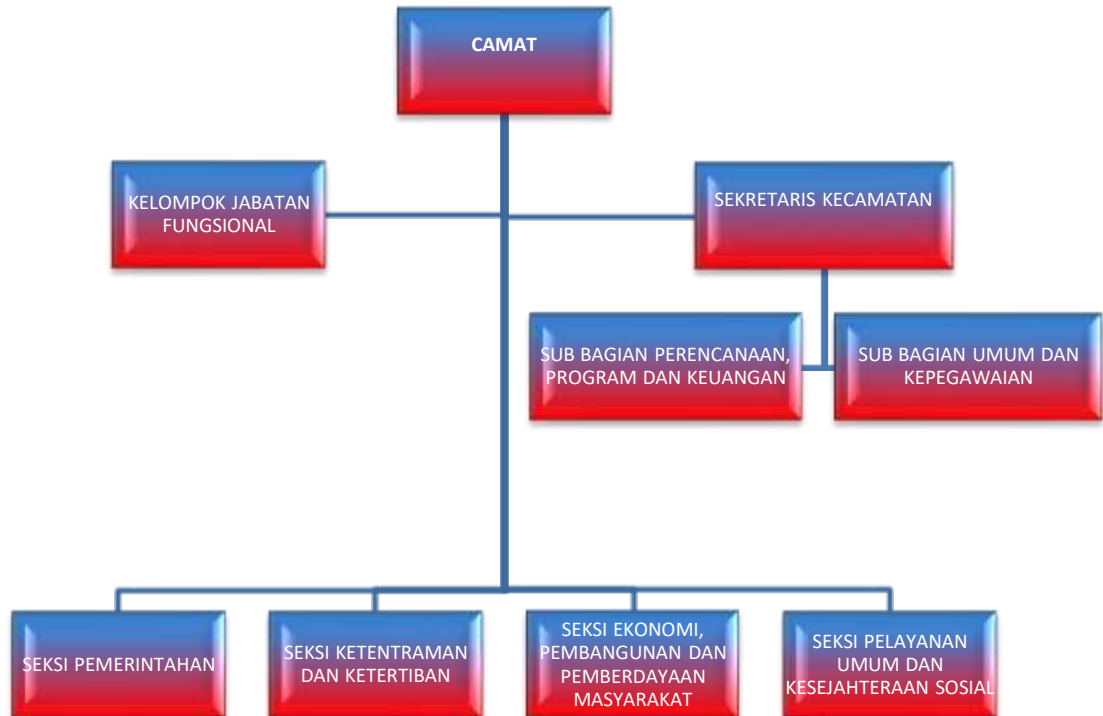 CAMAT
KELOMPOK JABATAN
FUNGSIONAL
SEKRETARIS KECAMATAN
SUB BAGIAN PERENCANAAN,
PROGRAM DAN KEUANGAN
SUB BAGIAN UMUM DAN
KEPEGAWAIAN
SEKSI PEMERINTAHAN
SEKSI KETENTRAMAN
DAN KETERTIBAN
SEKSI EKONOMI,
PEMBANGUNAN DAN
PEMBERDAYAAN
MASYARAKAT
SEKSI PELAYANAN
UMUM DAN
KESEJAHTERAAN SOSIAL